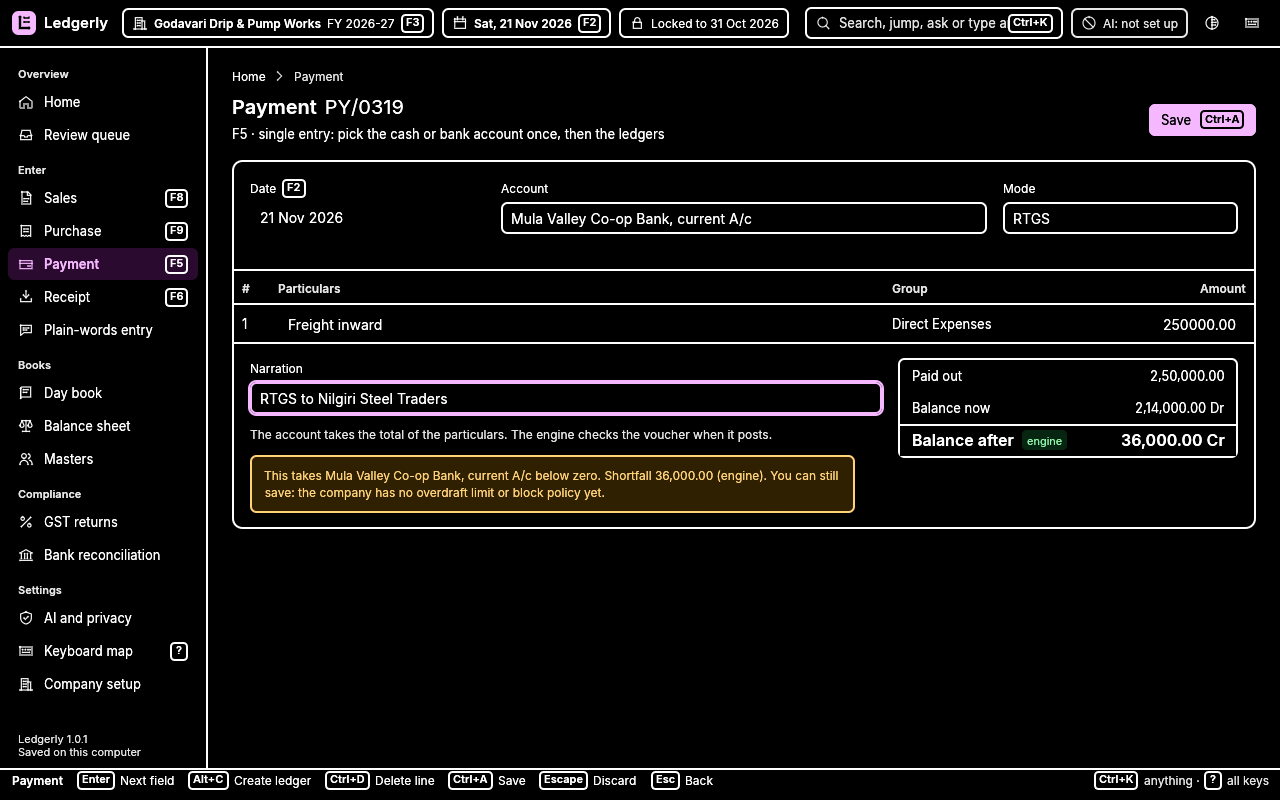 Ledgerly
Godavari Drip & Pump Works FY 2026-27 F3
Sat, 21 Nov 2026 F2
Locked to 31 Oct 2026
Search, jump, ask or type a Ctrl+K
AI: not set up
Overview
Home
Review queue
Enter
Sales F8
Purchase F9
Payment F5
Receipt F6
Plain-words entry
Books
Day book
Balance sheet
Masters
Compliance
GST returns
Bank reconciliation
Settings
AI and privacy
Keyboard map ?
Company setup
Ledgerly 1.0.1
Saved on this computer
Home Payment
Payment PY/0319
F5 · single entry: pick the cash or bank account once, then the ledgers
Save Ctrl+A
Date F2
21 Nov 2026
Account
Mula Valley Co-op Bank, current A/c
Mode
RTGS
# Particulars Group Amount
1 Freight inward Direct Expenses 250000.00
Narration
RTGS to Nilgiri Steel Traders
The account takes the total of the particulars. The engine checks the voucher when it posts.
This takes Mula Valley Co-op Bank, current A/c below zero. Shortfall 36,000.00 (engine). You can still
save: the company has no overdraft limit or block policy yet.
Paid out 2,50,000.00
Balance now 2,14,000.00 Dr
Balance after engine 36,000.00 Cr
Payment Enter Next field Alt+C Create ledger Ctrl+D Delete line Ctrl+A Save Escape Discard Esc Back
Ctrl+K anything · ? all keys